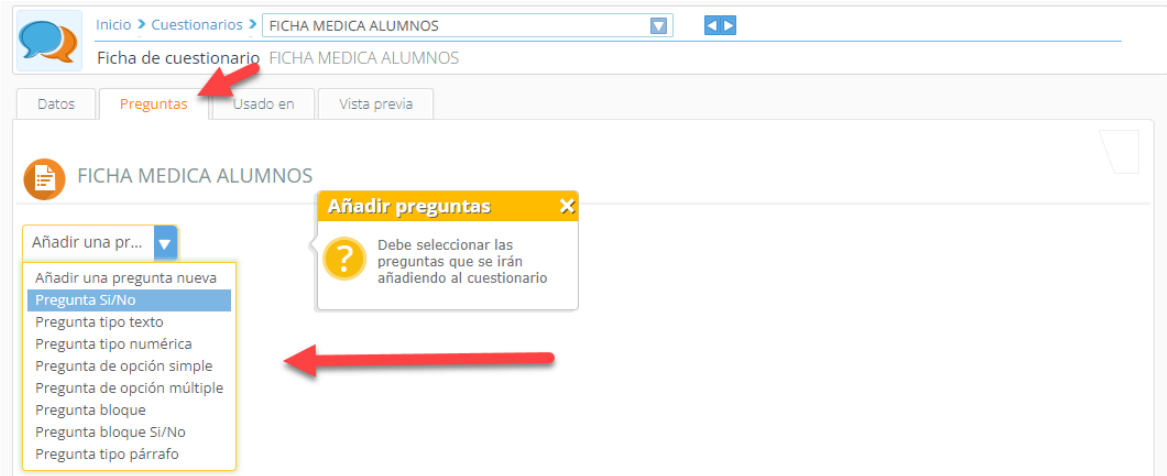 Inicio > Cuestionarios > FICHA MEDICA ALUMNOS
Ficha de cuestionario FICHA MEDICA ALUMNOS
Datos Preguntas Usado en Vista previa
FICHA MEDICA ALUMNOS
Añadir preguntas
Debe seleccionar las
preguntas que se irán
añadiendo al cuestionario
Añadir una pr...
Añadir una pregunta nueva
Pregunta Si/No
Pregunta tipo texto
Pregunta tipo numérica
Pregunta de opción simple
Pregunta de opción múltiple
Pregunta bloque
Pregunta bloque Si/No
Pregunta tipo párrafo